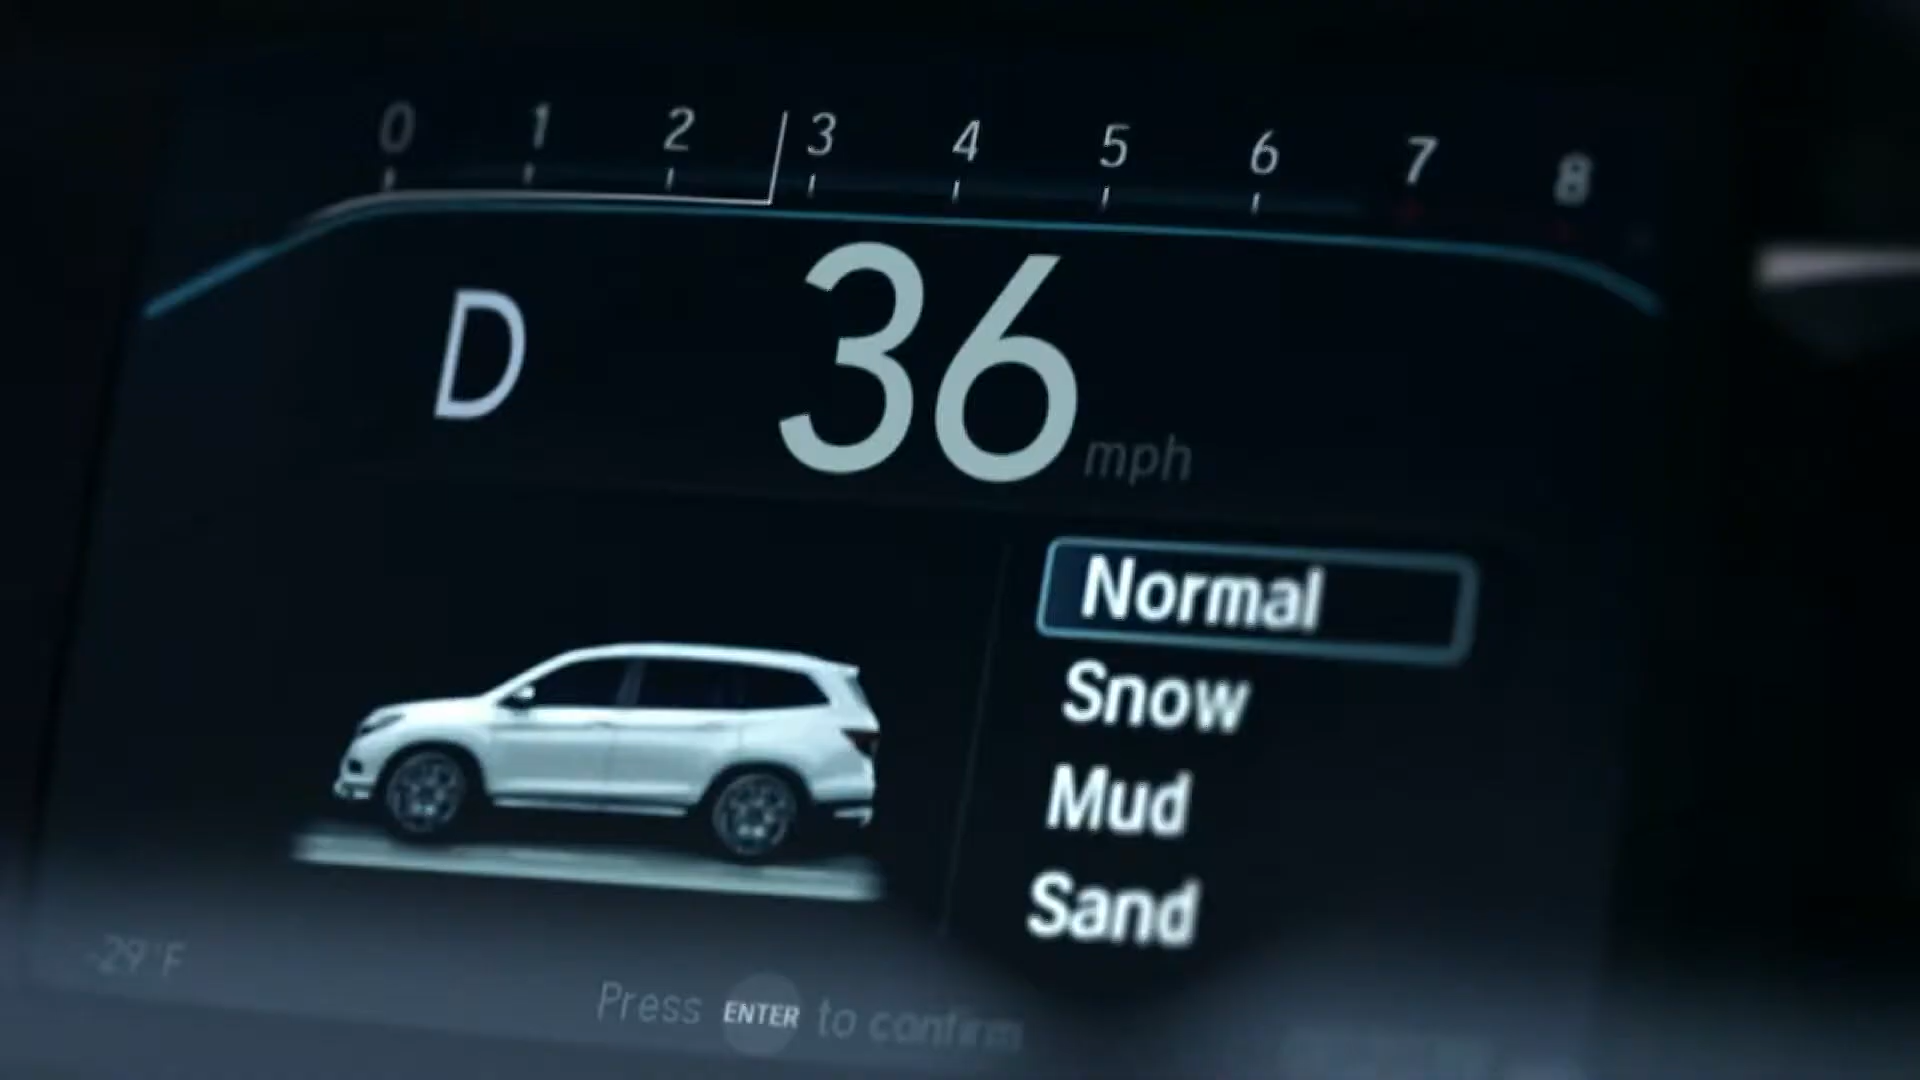 0 1 2 3 4 5 6 7 8
D 36 mph
Normal
Snow
Mud
Sand
-29°F
Press ENTER to confirm